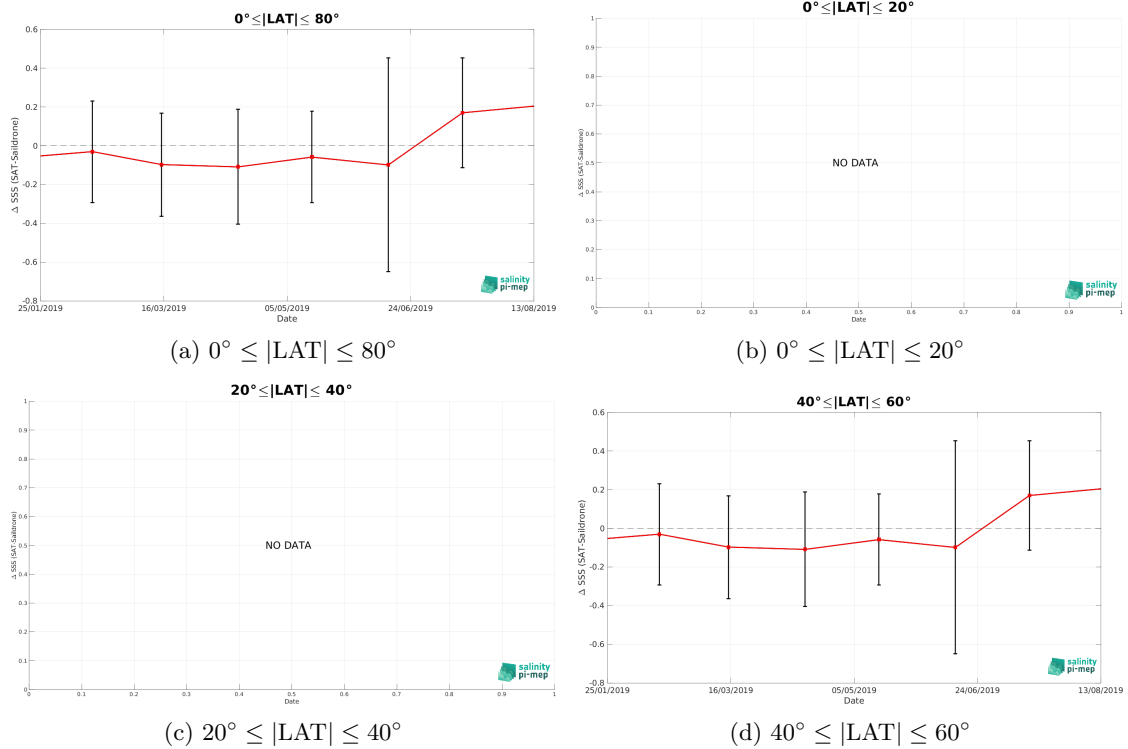 0°≤|LAT|≤ 80°
0.6
0.4
0.2
0
-0.2
-0.4
-0.6
-0.8
Δ SSS (SAT-Saildrone)
25/01/2019 16/03/2019 05/05/2019 24/06/2019 13/08/2019
Date
salinity
pi-mep
(a) 0° ≤ |LAT| ≤ 80°
0°≤|LAT|≤ 20°
1
0.9
0.8
0.7
0.6
0.5
0.4
0.3
0.2
0.1
0
Δ SSS (SAT-Saildrone)
NO DATA
0 0.1 0.2 0.3 0.4 0.5 0.6 0.7 0.8 0.9 1
Date
salinity
pi-mep
(b) 0° ≤ |LAT| ≤ 20°
20°≤|LAT|≤ 40°
1
0.9
0.8
0.7
0.6
0.5
0.4
0.3
0.2
0.1
0
Δ SSS (SAT-Saildrone)
NO DATA
0 0.1 0.2 0.3 0.4 0.5 0.6 0.7 0.8 0.9 1
Date
salinity
pi-mep
(c) 20° ≤ |LAT| ≤ 40°
40°≤|LAT|≤ 60°
0.6
0.4
0.2
0
-0.2
-0.4
-0.6
-0.8
Δ SSS (SAT-Saildrone)
25/01/2019 16/03/2019 05/05/2019 24/06/2019 13/08/2019
Date
salinity
pi-mep
(d) 40° ≤ |LAT| ≤ 60°